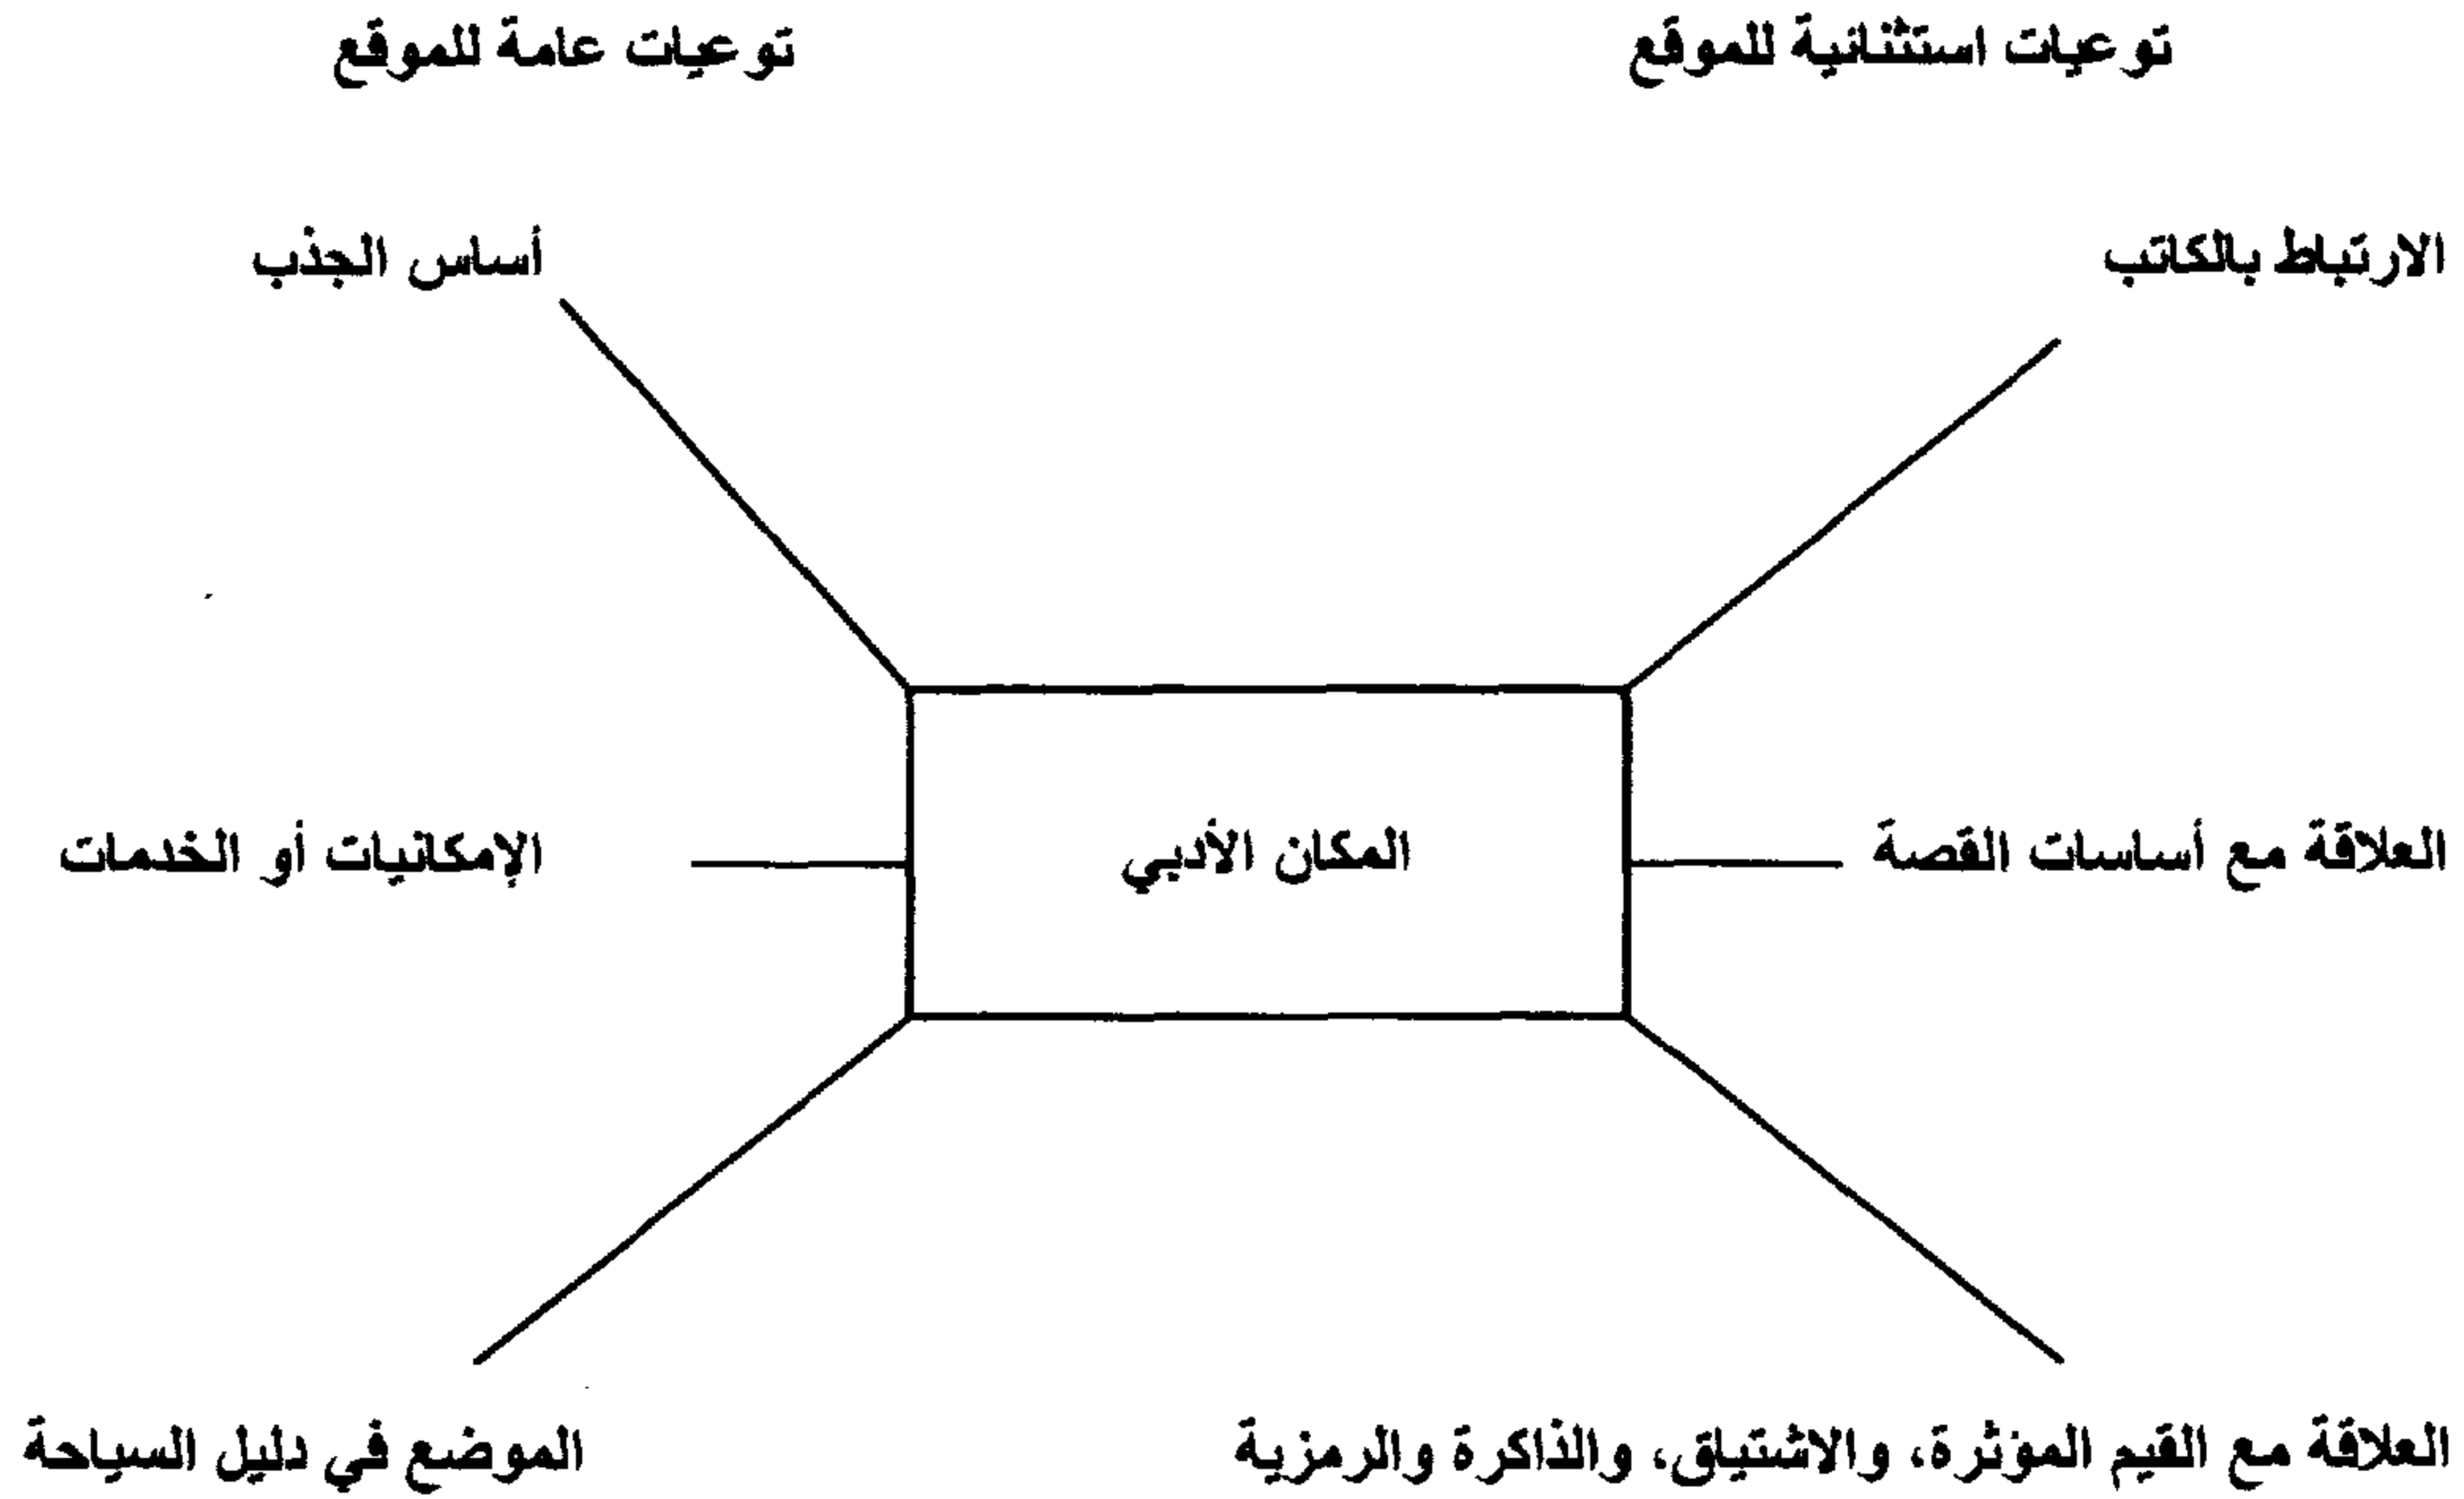 توعيات استثنائية للموقع
توعيات عامة للموقع
الارتباط بالكاتب
أساس الجذب
العلاقة مع أساسات القصة
المكان الأدبي
الإمكانيات أو الخدمات
العلاقة مع القيم المؤثرة، والاشتياق، والذاكرة والرمزية
الموضع في دليل السياحة